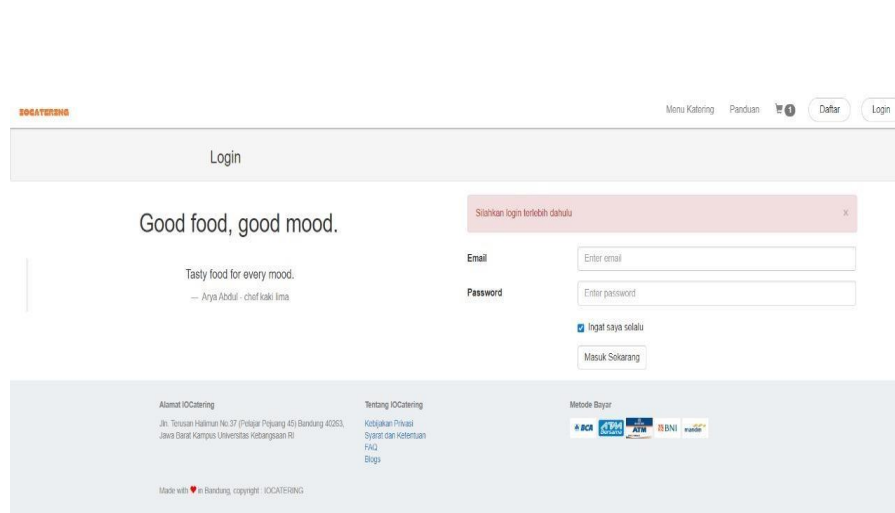 IOCATERING
Menu Katering Panduan 1 Daftar Login
Login
Good food, good mood.
Tasty food for every mood.
— Arya Abdul - chef kaki lima
Silahkan login terlebih dahulu x
Email Enter email
Password Enter password
Ingat saya selalu
Masuk Sekarang
Alamat IOCatering
Jln. Terusan Halimun No.37 (Pelajar Pejuang 45) Bandung 40263,
Jawa Barat Kampus Universitas Kebangsaan RI
Tentang IOCatering
Kebijakan Privasi
Syarat dan Ketentuan
FAQ
Blogs
Metode Bayar
BCA ATM Bersama ATM BNI mandiri
Made with ♥ in Bandung, copyright : IOCATERING